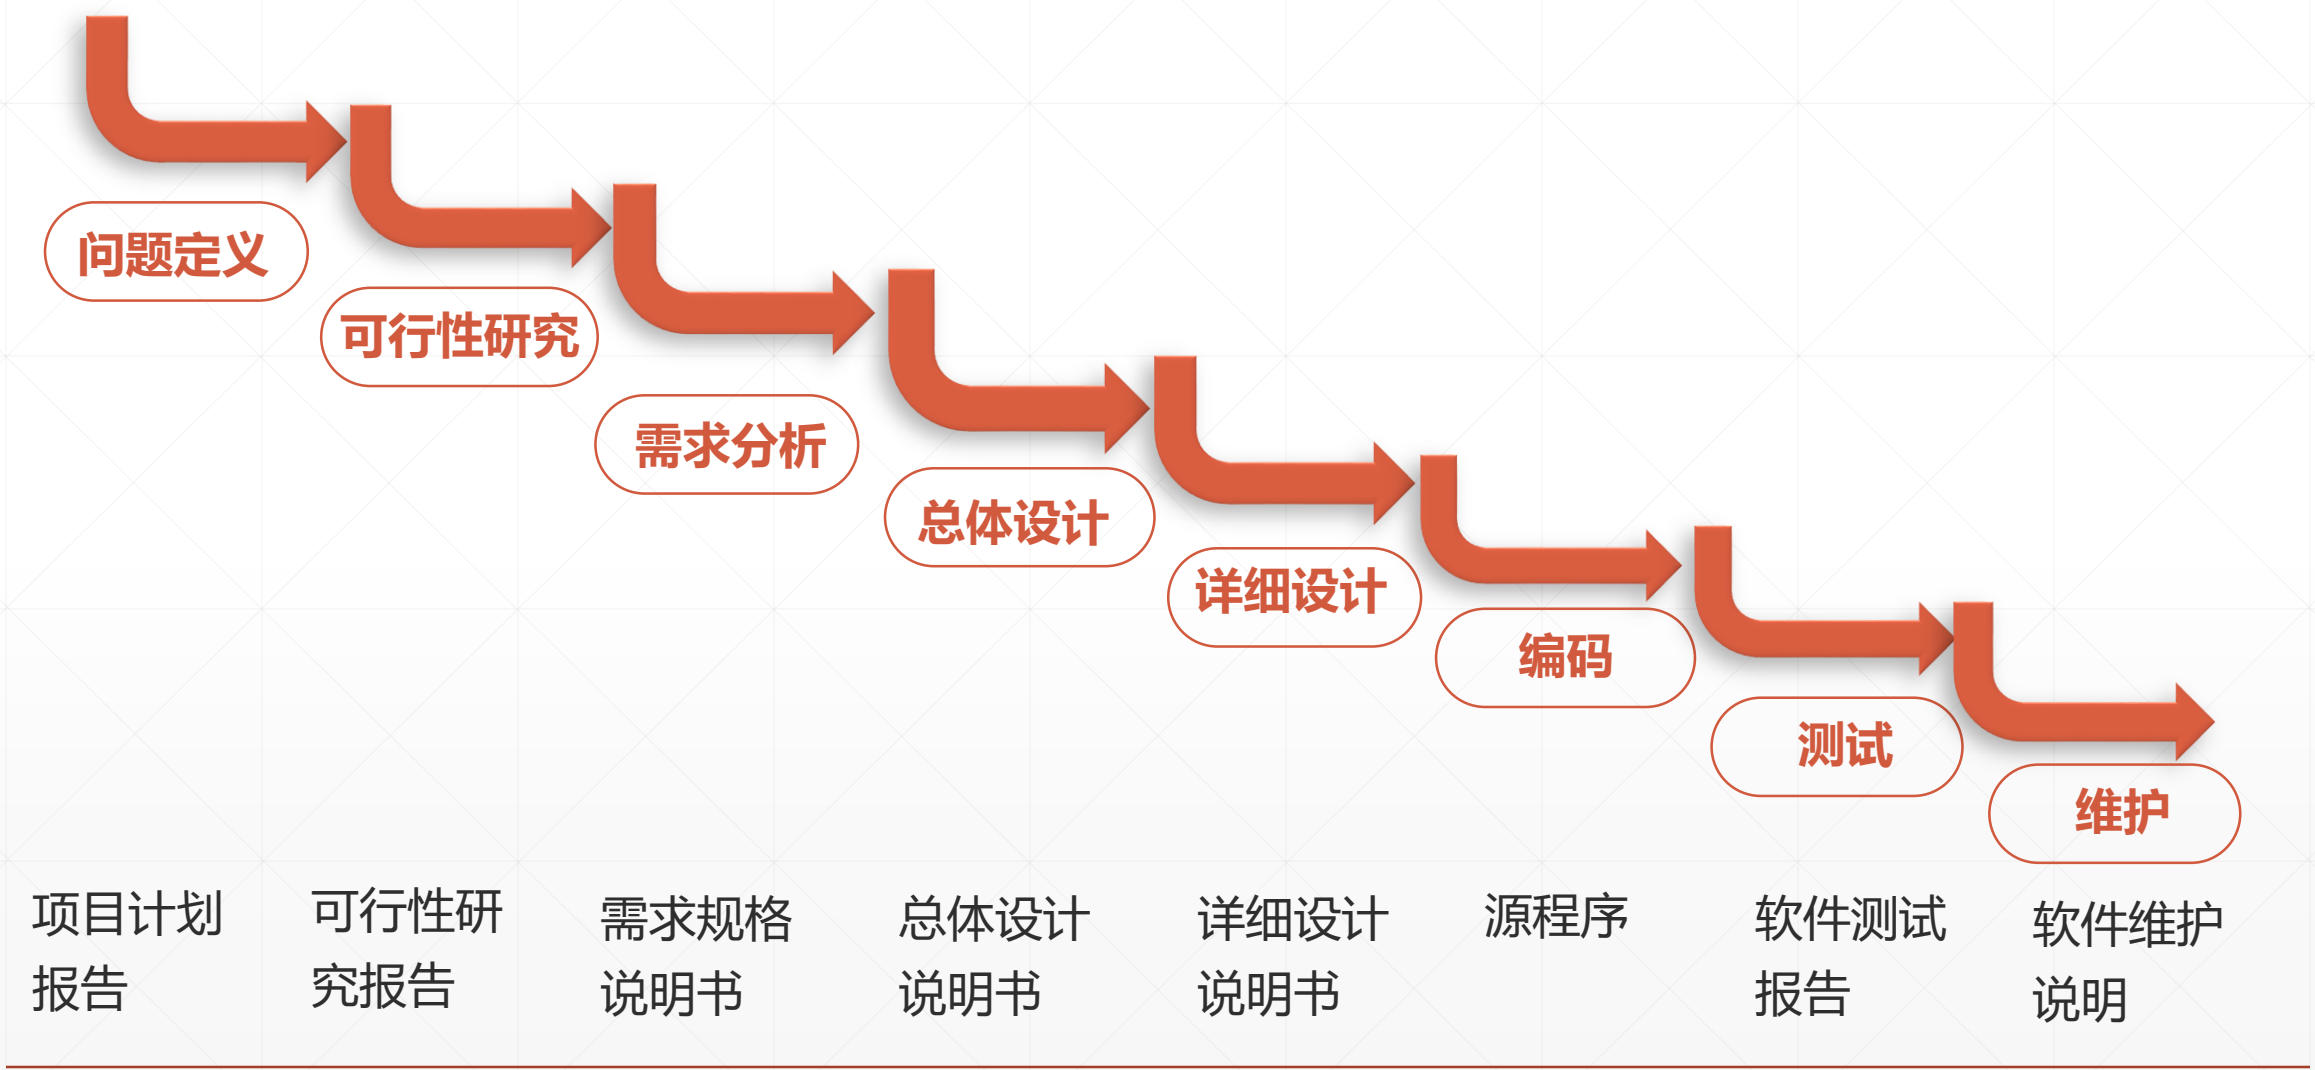 问题定义
可行性研究
需求分析
总体设计
详细设计
编码
测试
维护
项目计划
报告
可行性研
究报告
需求规格
说明书
总体设计
说明书
详细设计
说明书
源程序
软件测试
报告
软件维护
说明